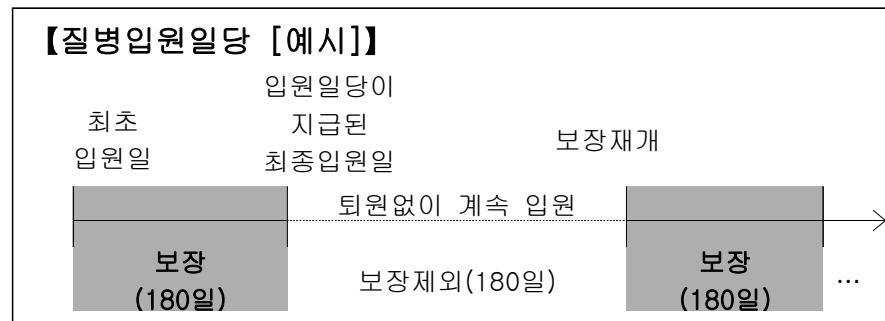 【질병입원일당 [예시]】
최초
입원일
입원일당이
지급된
최종입원일
보장재개
퇴원없이 계속 입원
보장
(180일)
보장제외(180일)
보장
(180일)
…